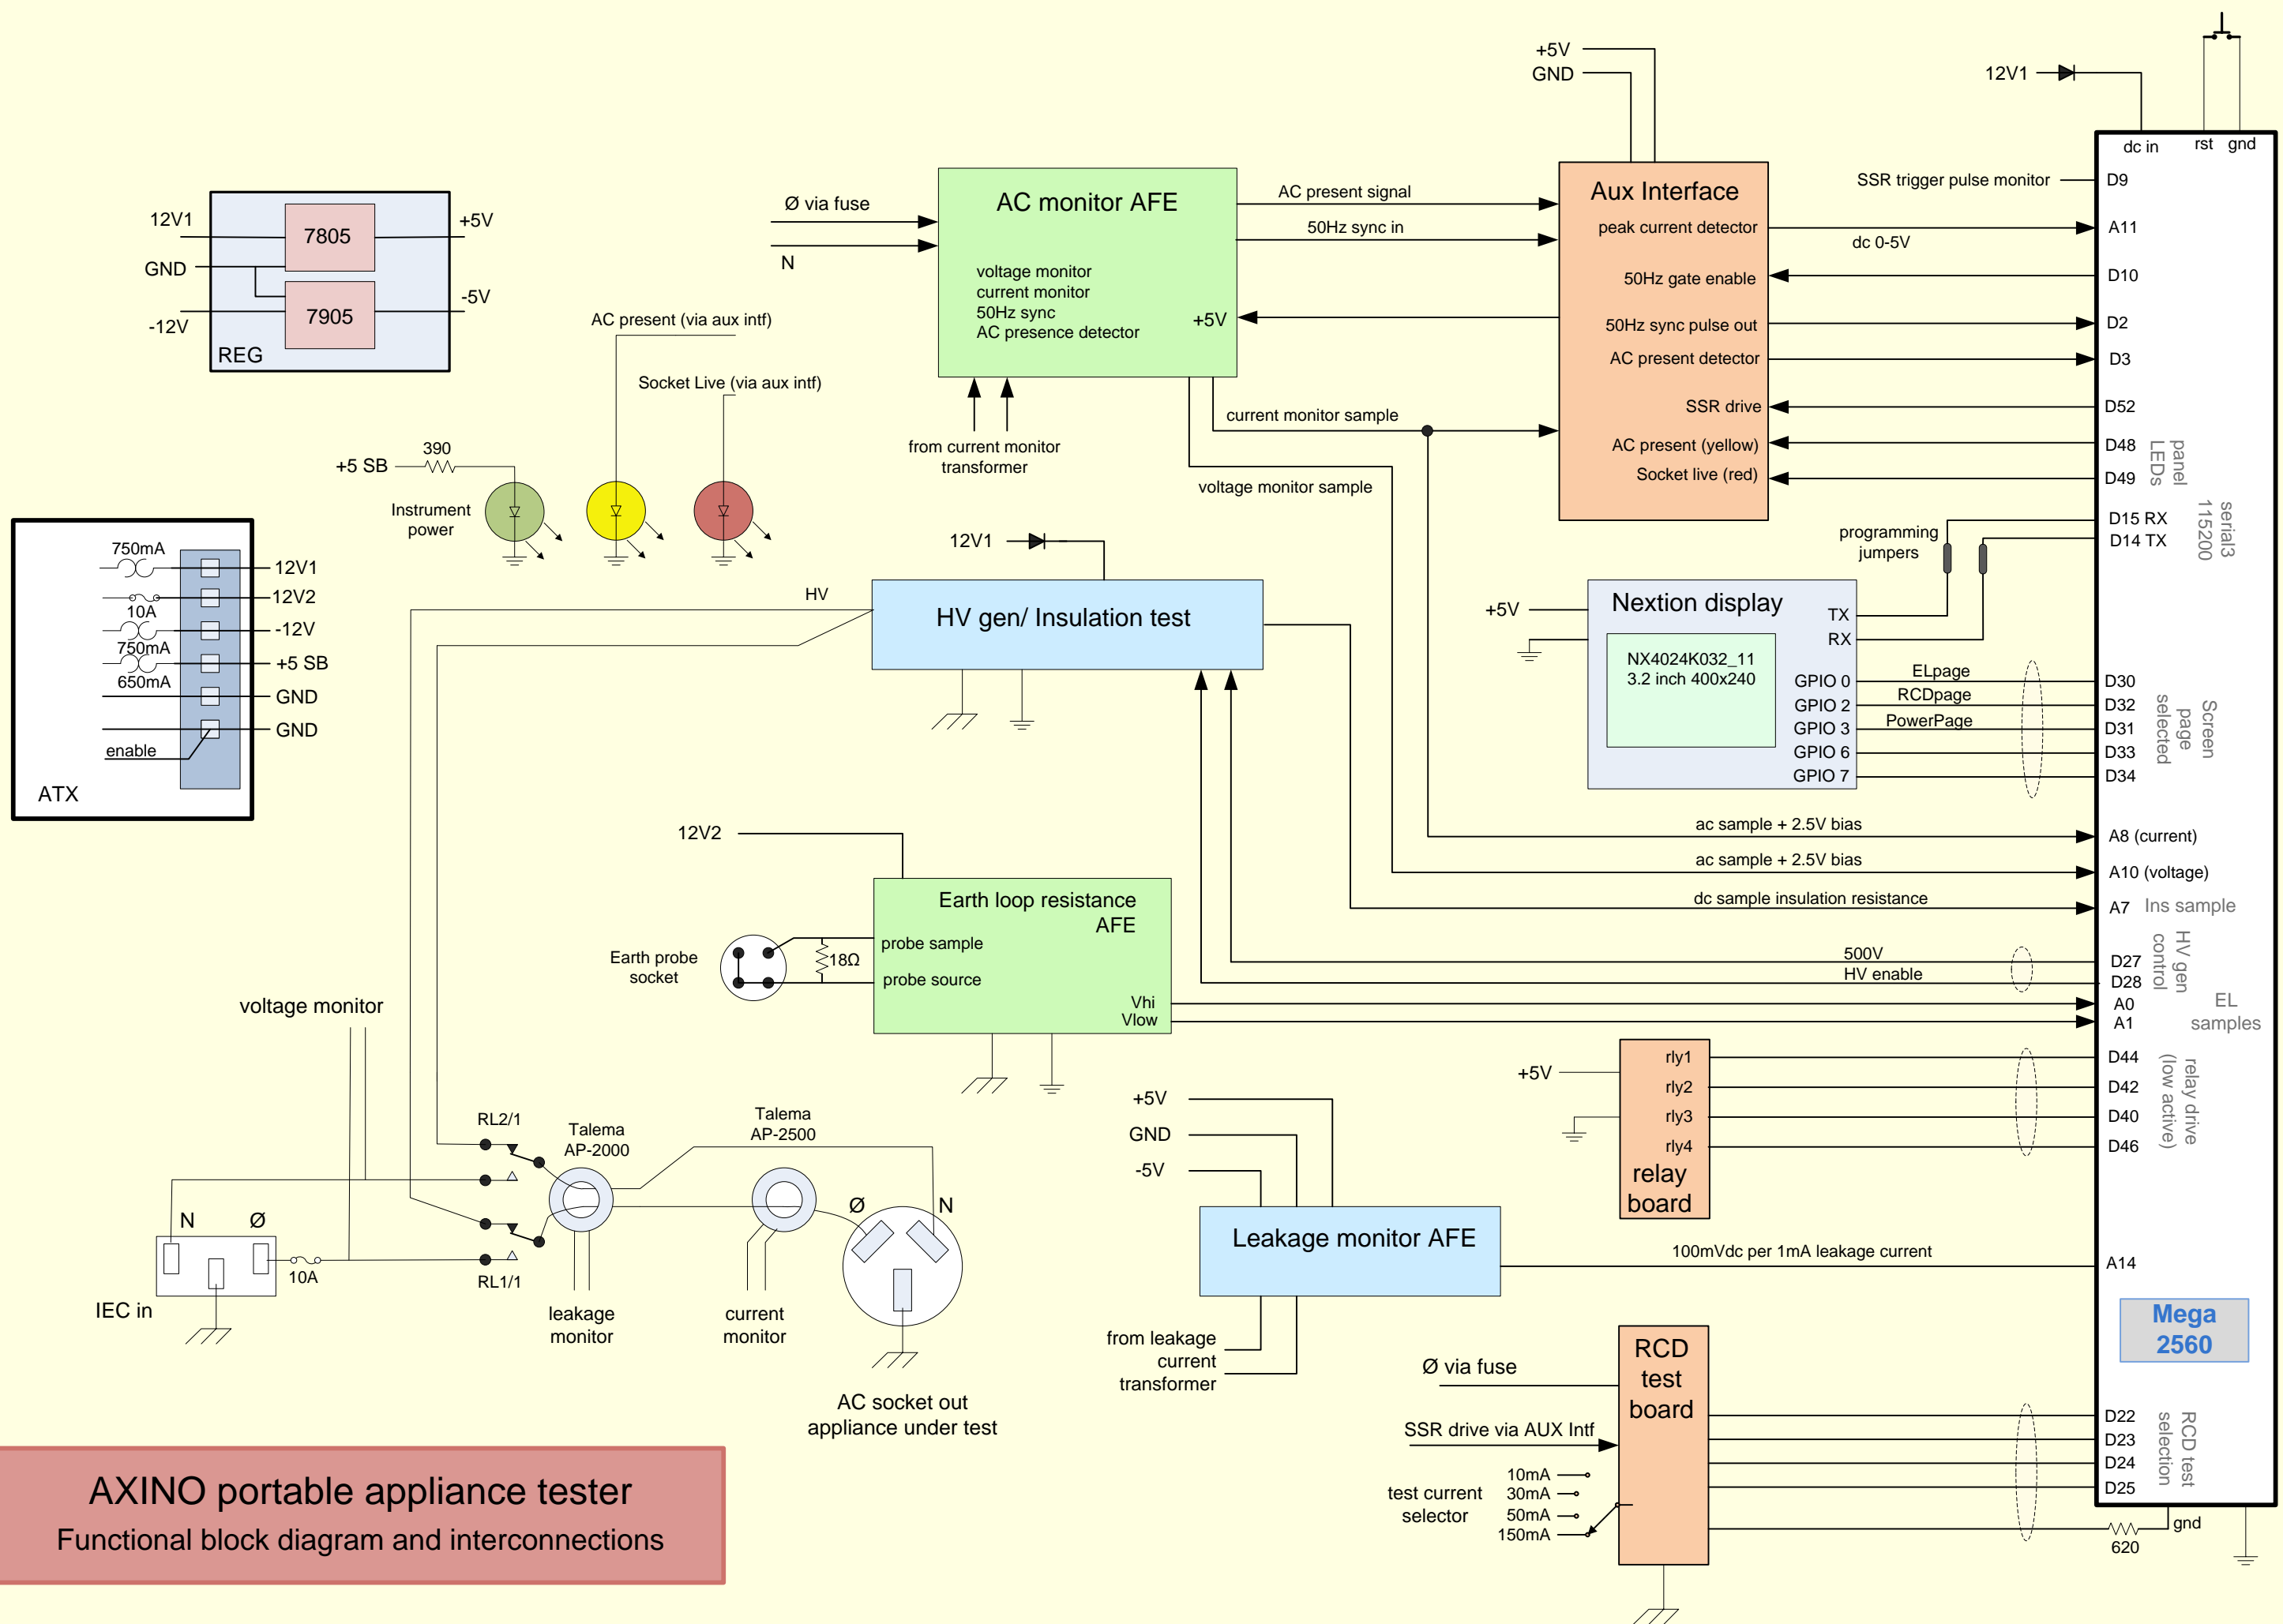 +5V
GND
12V1
dc in
rst
gnd
12V1
GND
-12V
7805
7905
REG
+5V
-5V
Ø via fuse
N
AC monitor AFE
voltage monitor
current monitor
50Hz sync
AC presence detector
+5V
AC present signal
50Hz sync in
Aux Interface
peak current detector
50Hz gate enable
50Hz sync pulse out
AC present detector
SSR drive
AC present (yellow)
Socket live (red)
SSR trigger pulse monitor
dc 0-5V
D9
A11
D10
D2
D3
D52
D48
D49
panel
LEDs
D15 RX
D14 TX
serial3
115200
AC present (via aux intf)
Socket Live (via aux intf)
390
+5 SB
Instrument
power
from current monitor
transformer
current monitor sample
voltage monitor sample
programming
jumpers
750mA
10A
750mA
650mA
enable
ATX
12V1
12V2
-12V
+5 SB
GND
GND
12V1
HV
HV gen/ Insulation test
+5V
Nextion display
NX4024K032_11
3.2 inch 400x240
TX
RX
GPIO 0
GPIO 2
GPIO 3
GPIO 6
GPIO 7
ELpage
RCDpage
PowerPage
D30
D32
D31
D33
D34
Screen
page
selected
12V2
Earth loop resistance
AFE
probe sample
probe source
Vhi
Vlow
Earth probe
socket
18Ω
ac sample + 2.5V bias
ac sample + 2.5V bias
dc sample insulation resistance
500V
HV enable
A8 (current)
A10 (voltage)
A7
Ins sample
D27
D28
HV gen
control
A0
A1
EL
samples
voltage monitor
RL2/1
Talema
AP-2000
Talema
AP-2500
N
Ø
10A
RL1/1
IEC in
leakage
monitor
current
monitor
Ø
N
AC socket out
appliance under test
+5V
rly1
rly2
rly3
rly4
relay
board
D44
D42
D40
D46
relay drive
(low active)
+5V
GND
-5V
Leakage monitor AFE
100mVdc per 1mA leakage current
A14
from leakage
current
transformer
Mega
2560
Ø via fuse
SSR drive via AUX Intf
RCD
test
board
test current
selector
10mA
30mA
50mA
150mA
D22
D23
D24
D25
RCD test
selection
gnd
620
AXINO portable appliance tester
Functional block diagram and interconnections